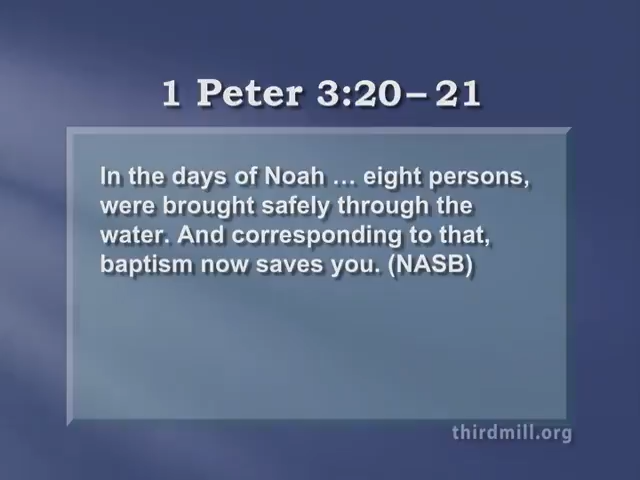 1 Peter 3:20–21
In the days of Noah … eight persons,
were brought safely through the
water. And corresponding to that,
baptism now saves you. (NASB)
thirdmill.org